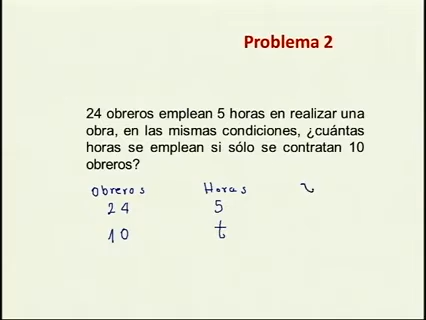 Problema 2
24 obreros emplean 5 horas en realizar una
obra, en las mismas condiciones, ¿cuántas
horas se emplean si sólo se contratan 10
obreros?
Obreros Horas
24 5
10 t